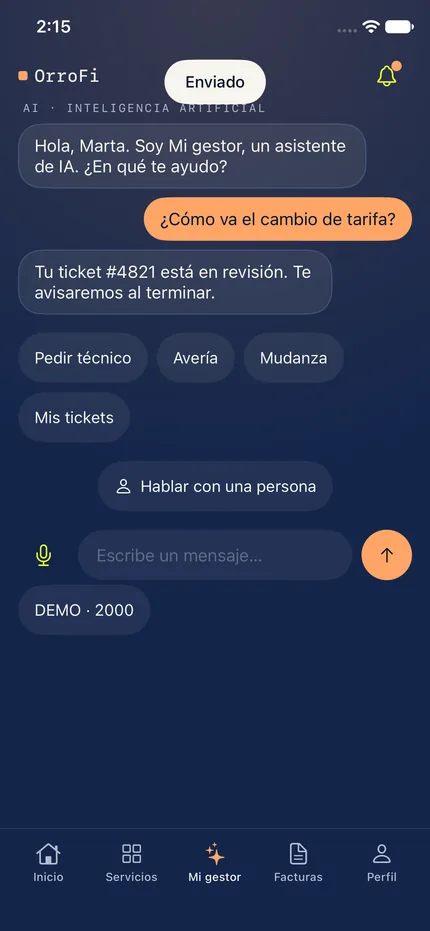 2:15
OrroFi
Enviado
AI · INTELIGENCIA ARTIFICIAL
Hola, Marta. Soy Mi gestor, un asistente
de IA. ¿En qué te ayudo?
¿Cómo va el cambio de tarifa?
Tu ticket #4821 está en revisión. Te
avisaremos al terminar.
Pedir técnico
Avería
Mudanza
Mis tickets
Hablar con una persona
Escribe un mensaje...
DEMO · 2000
Inicio
Servicios
Mi gestor
Facturas
Perfil